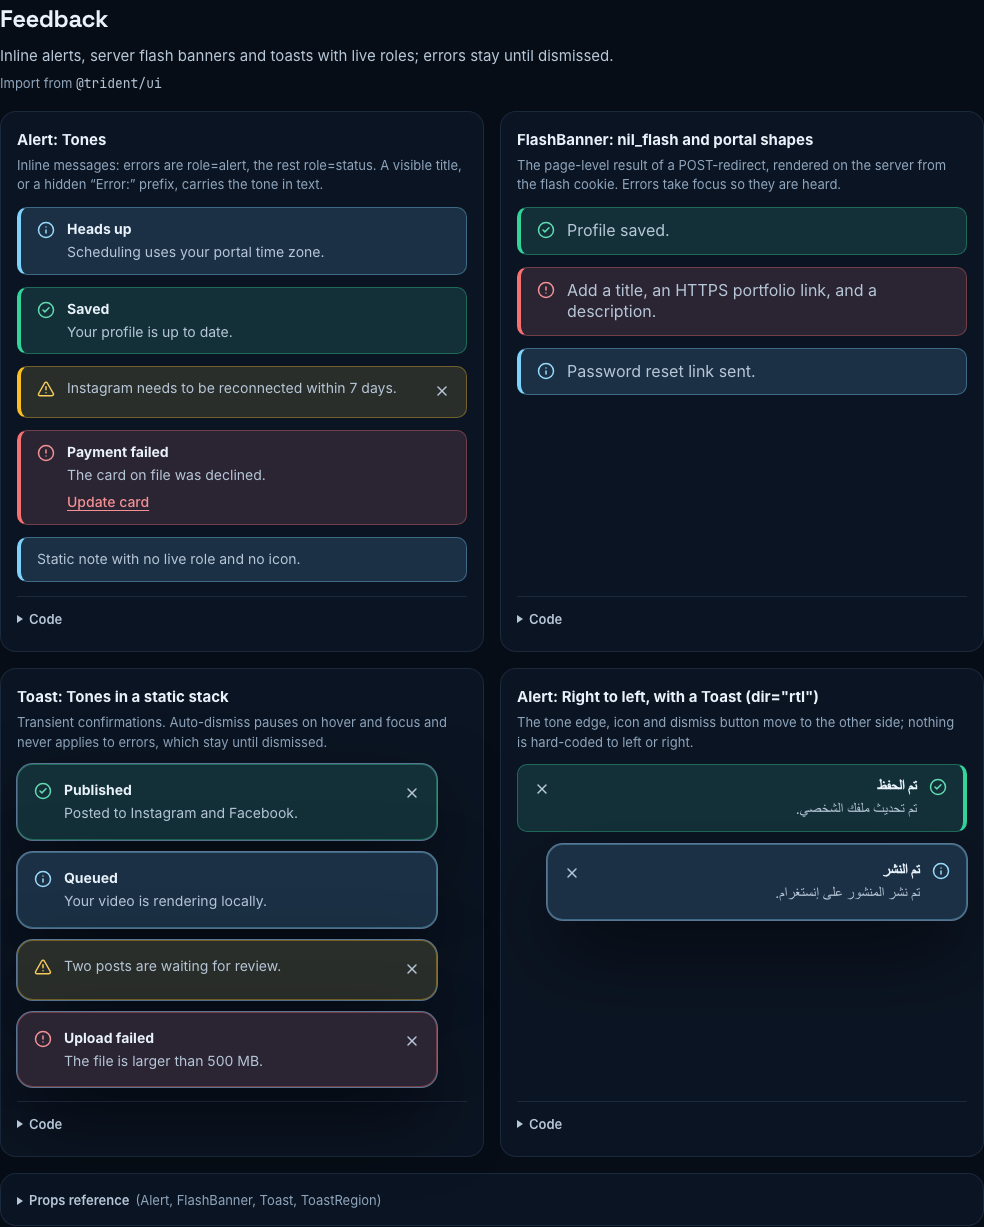 Feedback
Inline alerts, server flash banners and toasts with live roles; errors stay until dismissed.
Import from @trident/ui
Alert: Tones
Inline messages: errors are role=alert, the rest role=status. A visible title,
or a hidden “Error:” prefix, carries the tone in text.
Heads up
Scheduling uses your portal time zone.
Saved
Your profile is up to date.
Instagram needs to be reconnected within 7 days.
Payment failed
The card on file was declined.
Update card
Static note with no live role and no icon.
Code
FlashBanner: nil_flash and portal shapes
The page-level result of a POST-redirect, rendered on the server from
the flash cookie. Errors take focus so they are heard.
Profile saved.
Add a title, an HTTPS portfolio link, and a
description.
Password reset link sent.
Code
Toast: Tones in a static stack
Transient confirmations. Auto-dismiss pauses on hover and focus and
never applies to errors, which stay until dismissed.
Published
Posted to Instagram and Facebook.
Queued
Your video is rendering locally.
Two posts are waiting for review.
Upload failed
The file is larger than 500 MB.
Code
Alert: Right to left, with a Toast (dir="rtl")
The tone edge, icon and dismiss button move to the other side; nothing
is hard-coded to left or right.
تم الحفظ
تم تحديث ملفك الشخصي.
تم النشر
تم نشر المنشور على إنستغرام.
Code
Props reference (Alert, FlashBanner, Toast, ToastRegion)